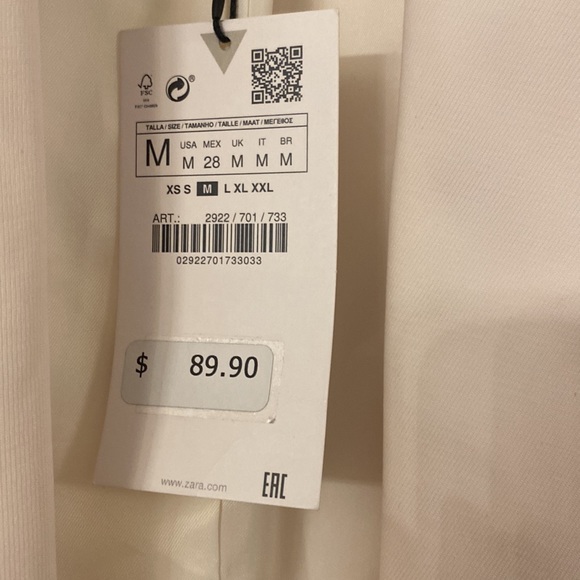 FSC
®
TALLA / SIZE / TAMANHO / TAILLE / MAAT / ΜΕΓΕΘΟΣ
M USA MEX UK IT BR
M 28 M M M
XS S M L XL XXL
ART.: 2922 / 701 / 733
02922701733033
$ 89.90
www.zara.com
EAC